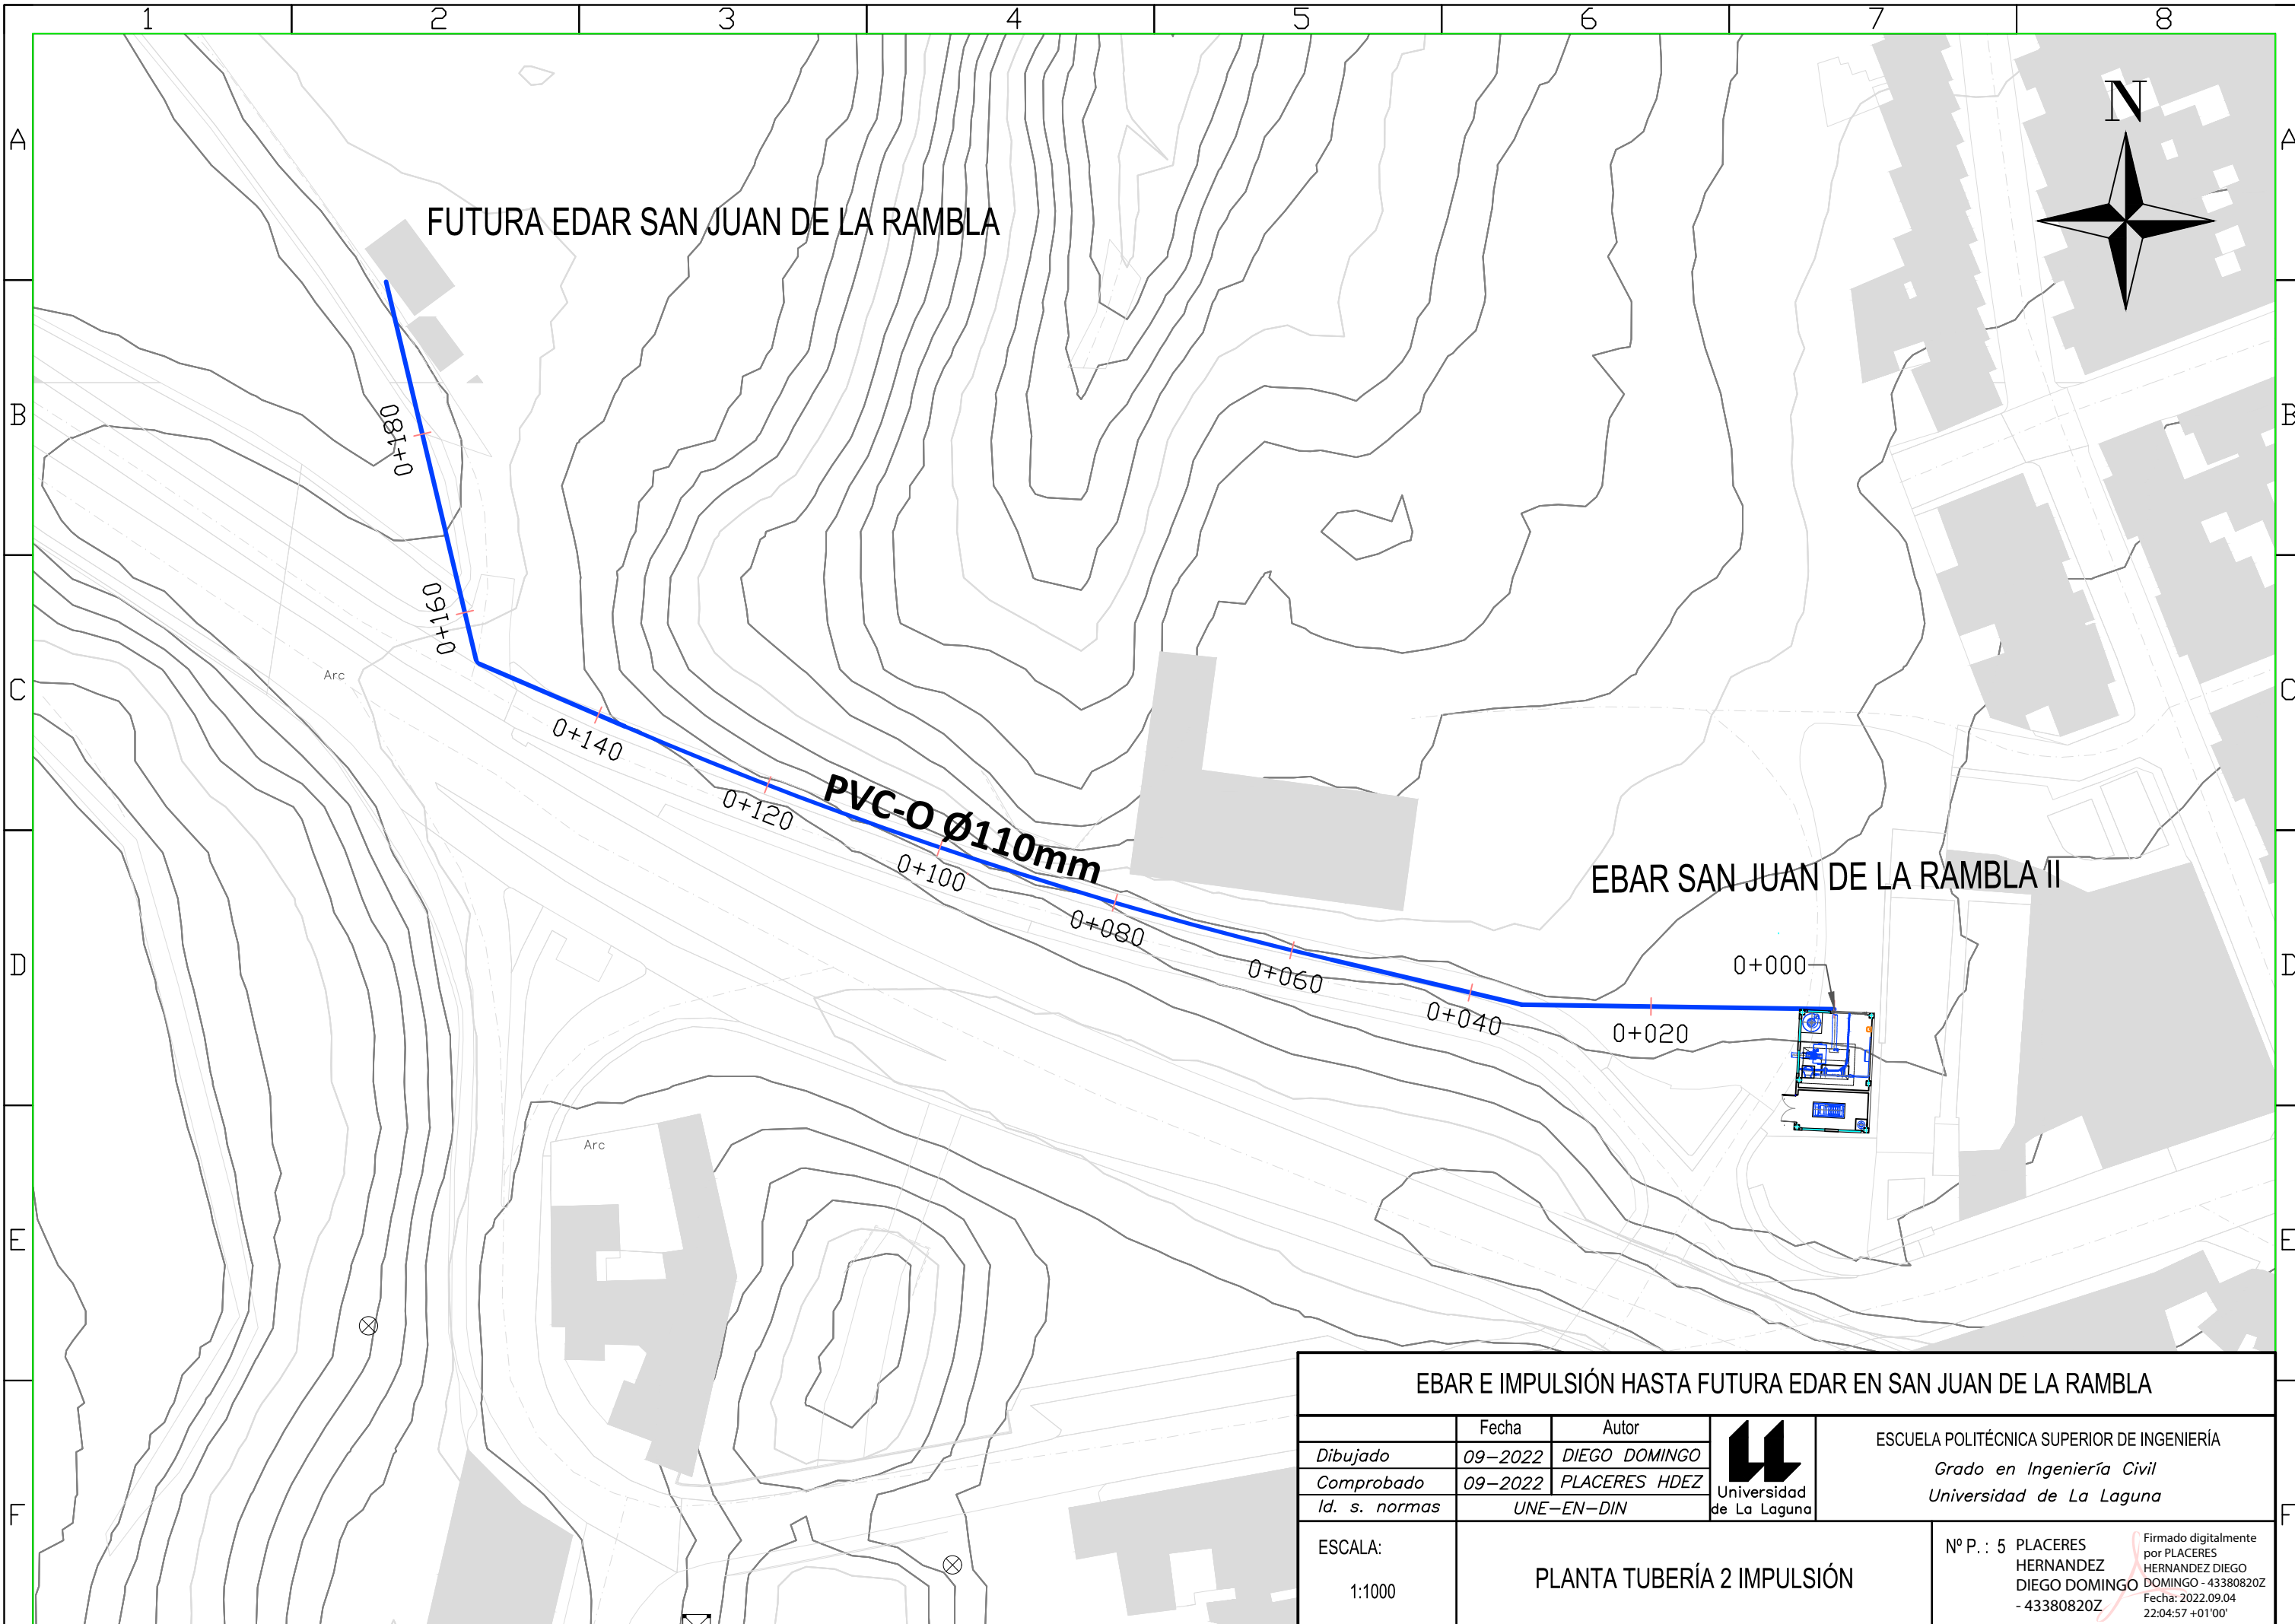 1 2 3 4 5 6 7 8
A A
N
FUTURA EDAR SAN JUAN DE LA RAMBLA
B B
0+180
0+160
C C
Arc
0+140
0+120
PVC-O Ø110mm
0+100
0+080
0+060
0+040
0+020
0+000
EBAR SAN JUAN DE LA RAMBLA II
D D
Arc
E E
F F
EBAR E IMPULSIÓN HASTA FUTURA EDAR EN SAN JUAN DE LA RAMBLA
Fecha Autor
Dibujado 09-2022 DIEGO DOMINGO
Comprobado 09-2022 PLACERES HDEZ
Id. s. normas UNE-EN-DIN
Universidad
de La Laguna
ESCUELA POLITÉCNICA SUPERIOR DE INGENIERÍA
Grado en Ingeniería Civil
Universidad de La Laguna
ESCALA:
1:1000
PLANTA TUBERÍA 2 IMPULSIÓN
Nº P. : 5
PLACERES
HERNANDEZ
DIEGO DOMINGO
- 43380820Z
Firmado digitalmente
por PLACERES
HERNANDEZ DIEGO
DOMINGO - 43380820Z
Fecha: 2022.09.04
22:04:57 +01'00'